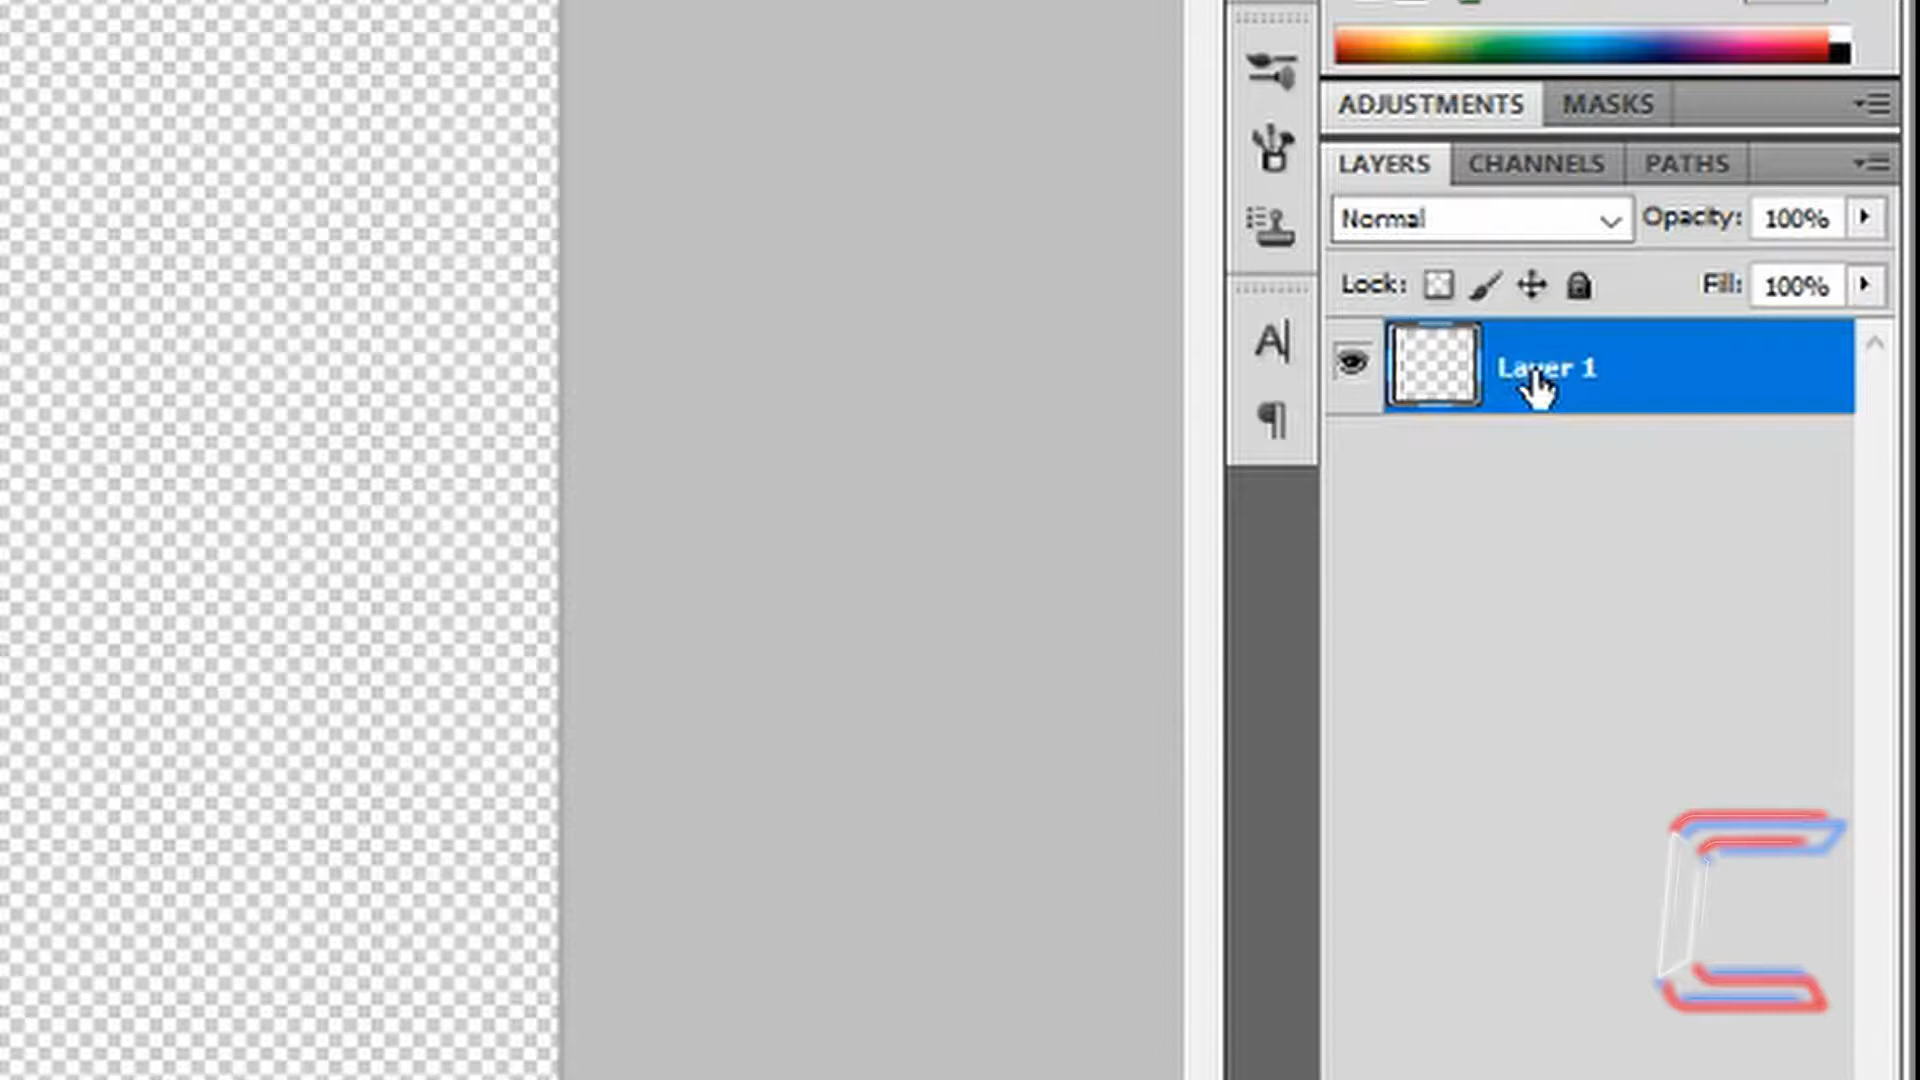 ADJUSTMENTS MASKS
LAYERS CHANNELS PATHS
Normal Opacity: 100%
Lock: Fill: 100%
Layer 1